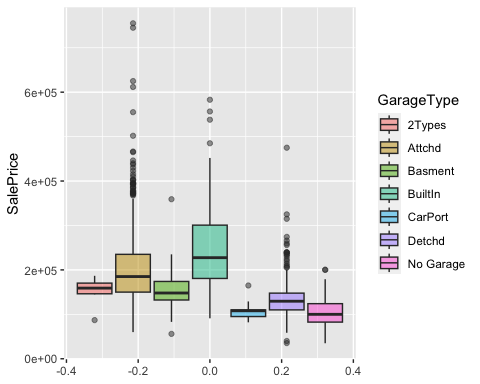 SalePrice
6e+05
4e+05
2e+05
0e+00
-0.4
-0.2
0.0
0.2
0.4
GarageType
2Types
Attchd
Basment
BuiltIn
CarPort
Detchd
No Garage